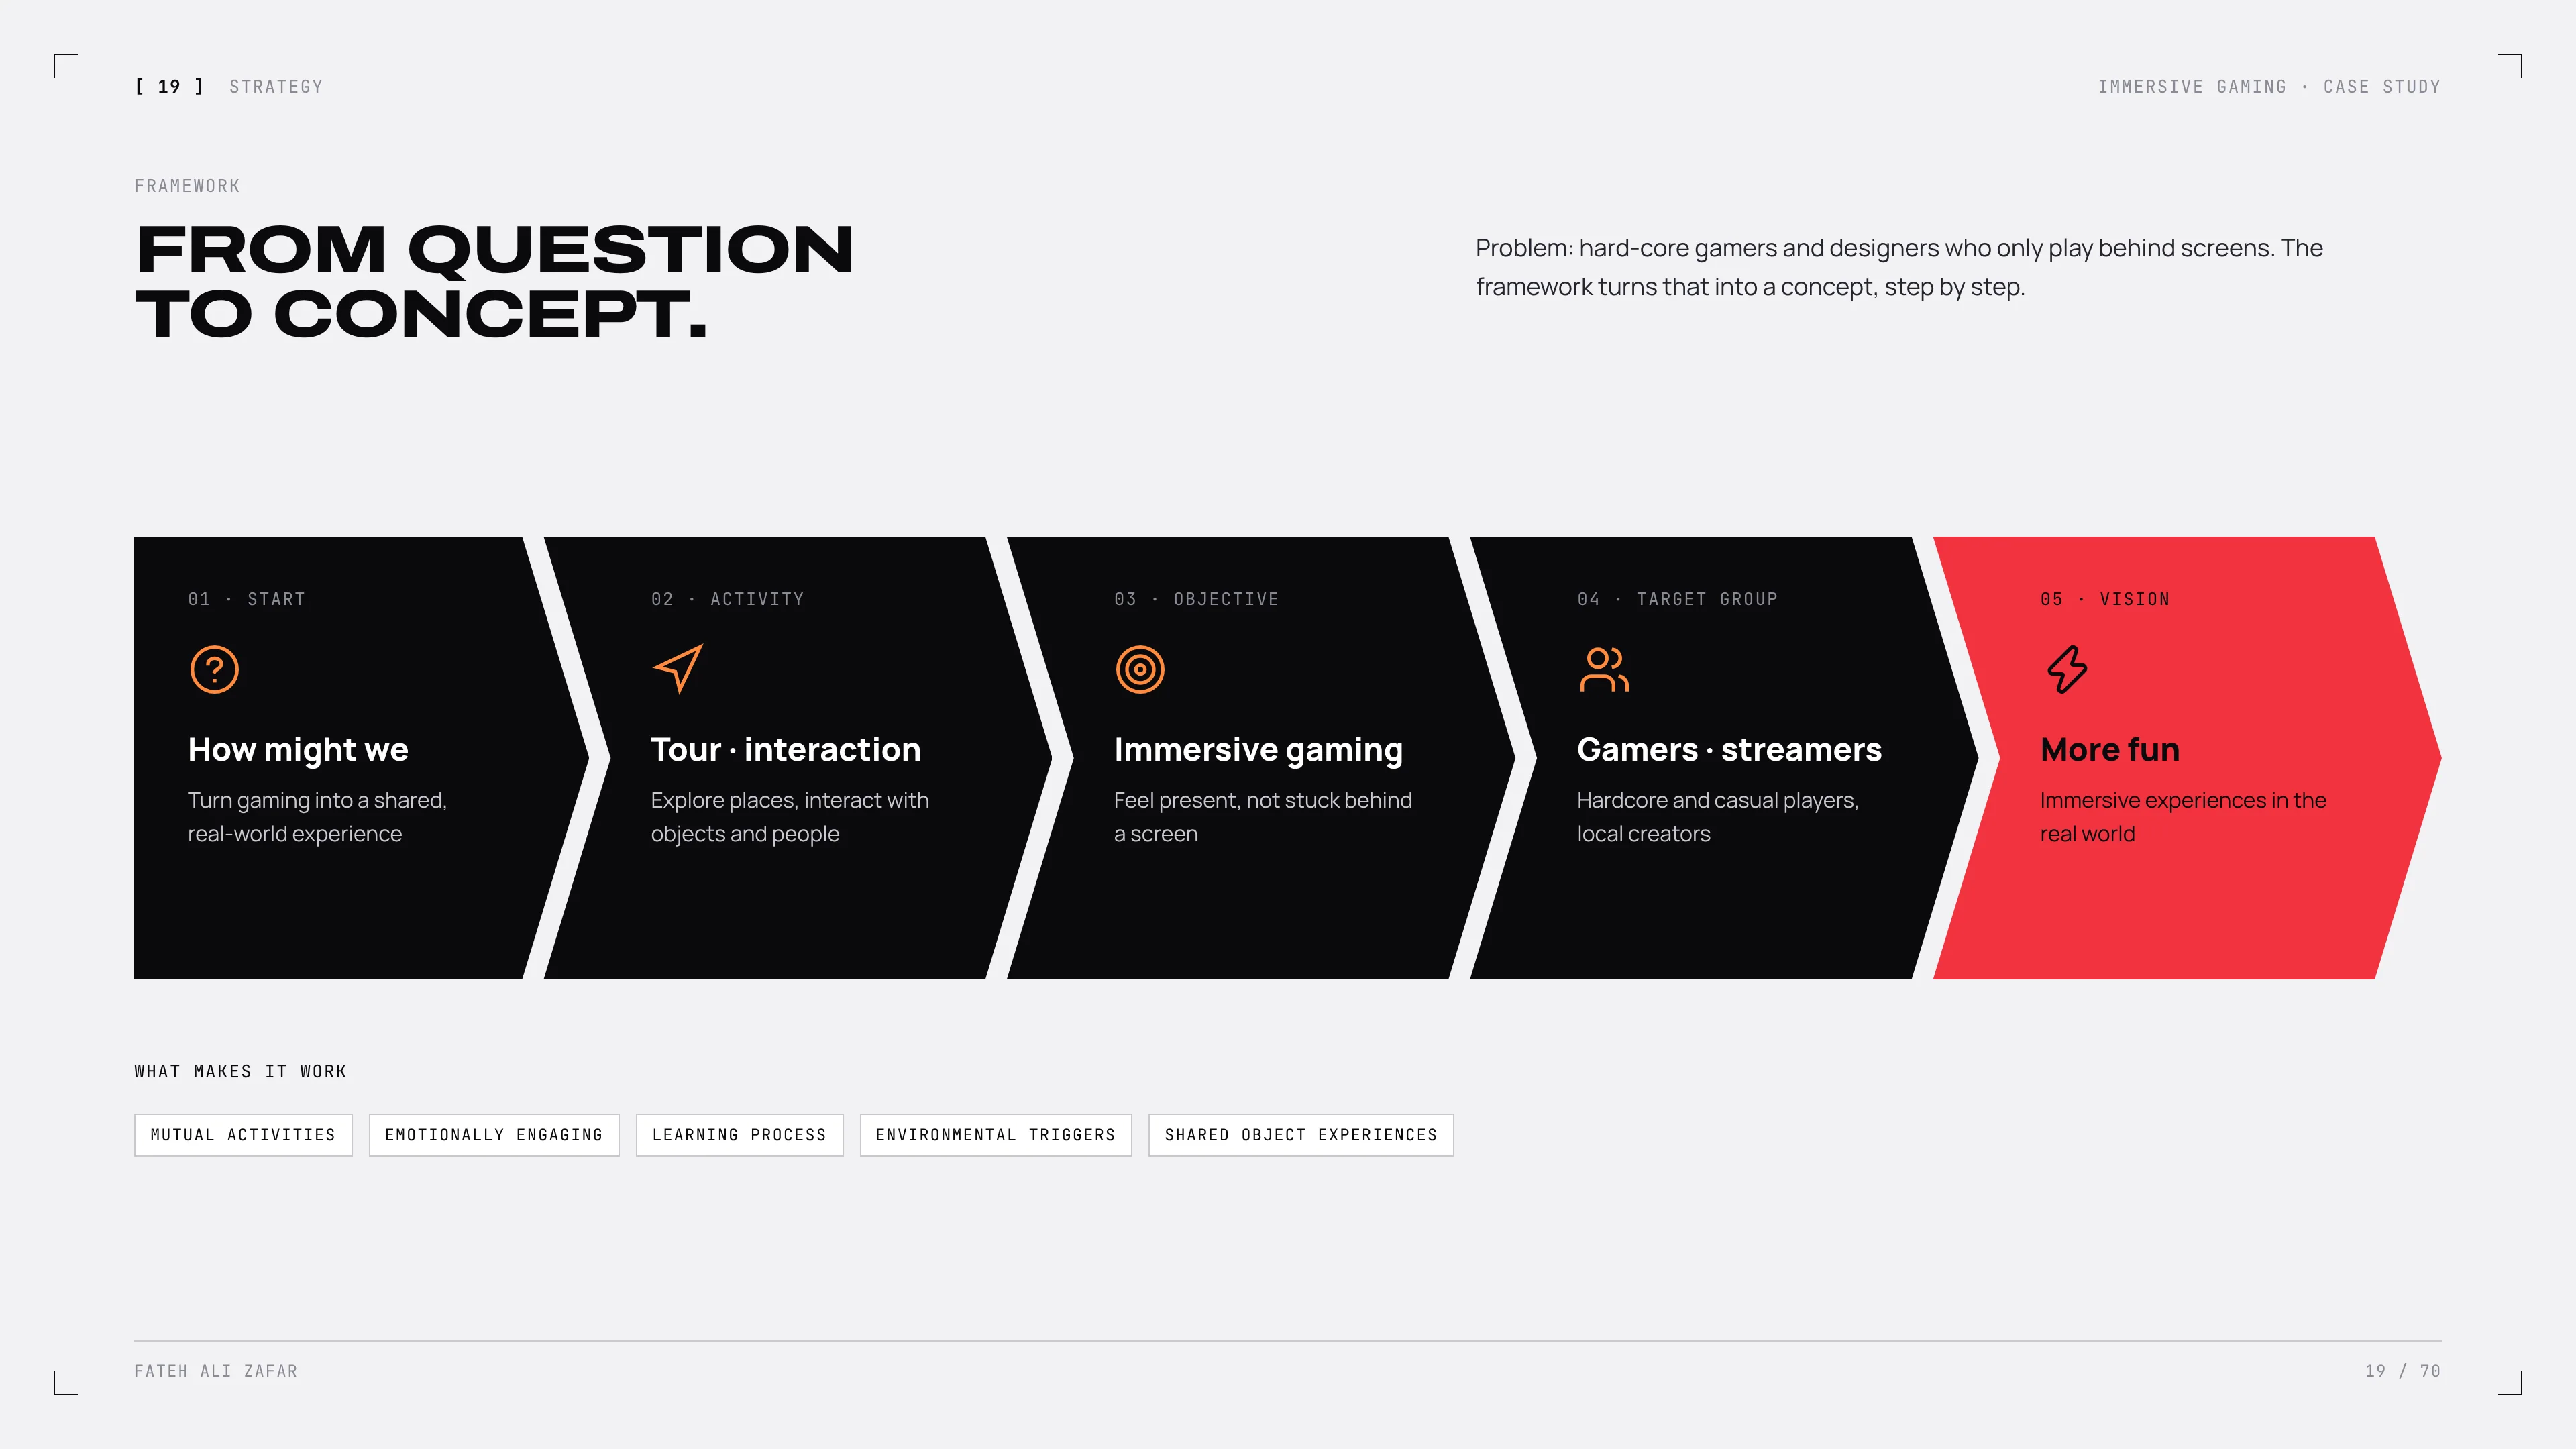 [ 19 ] STRATEGY
IMMERSIVE GAMING · CASE STUDY
FRAMEWORK
FROM QUESTION
TO CONCEPT.
Problem: hard-core gamers and designers who only play behind screens. The
framework turns that into a concept, step by step.
01 · START
How might we
Turn gaming into a shared,
real-world experience
02 · ACTIVITY
Tour · interaction
Explore places, interact with
objects and people
03 · OBJECTIVE
Immersive gaming
Feel present, not stuck behind
a screen
04 · TARGET GROUP
Gamers · streamers
Hardcore and casual players,
local creators
05 · VISION
More fun
Immersive experiences in the
real world
WHAT MAKES IT WORK
MUTUAL ACTIVITIES
EMOTIONALLY ENGAGING
LEARNING PROCESS
ENVIRONMENTAL TRIGGERS
SHARED OBJECT EXPERIENCES
FATEH ALI ZAFAR
19 / 70